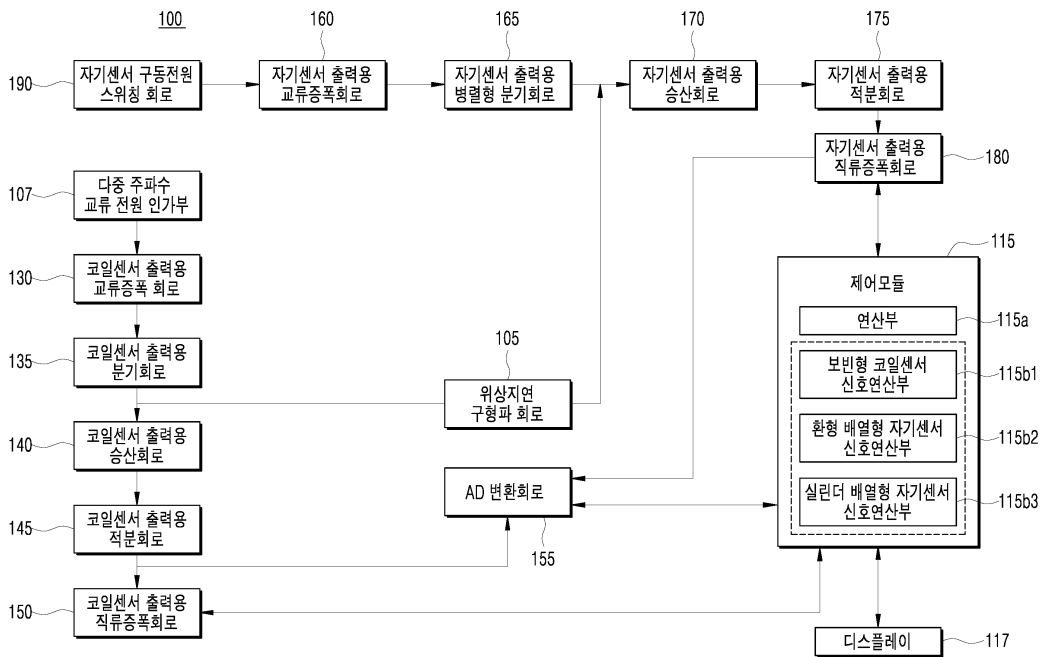 100
160
165
170
175
190
자기센서 구동전원
스위칭 회로
자기센서 출력용
교류증폭회로
자기센서 출력용
병렬형 분기회로
자기센서 출력용
승산회로
자기센서 출력용
적분회로
자기센서 출력용
직류증폭회로
180
107
다중 주파수
교류 전원 인가부
130
코일센서 출력용
교류증폭 회로
135
코일센서 출력용
분기회로
105
위상지연
구형파 회로
140
코일센서 출력용
승산회로
AD 변환회로
155
145
코일센서 출력용
적분회로
150
코일센서 출력용
직류증폭회로
115
제어모듈
연산부
115a
보빈형 코일센서
신호연산부
115b1
환형 배열형 자기센서
신호연산부
115b2
실린더 배열형 자기센서
신호연산부
115b3
디스플레이
117